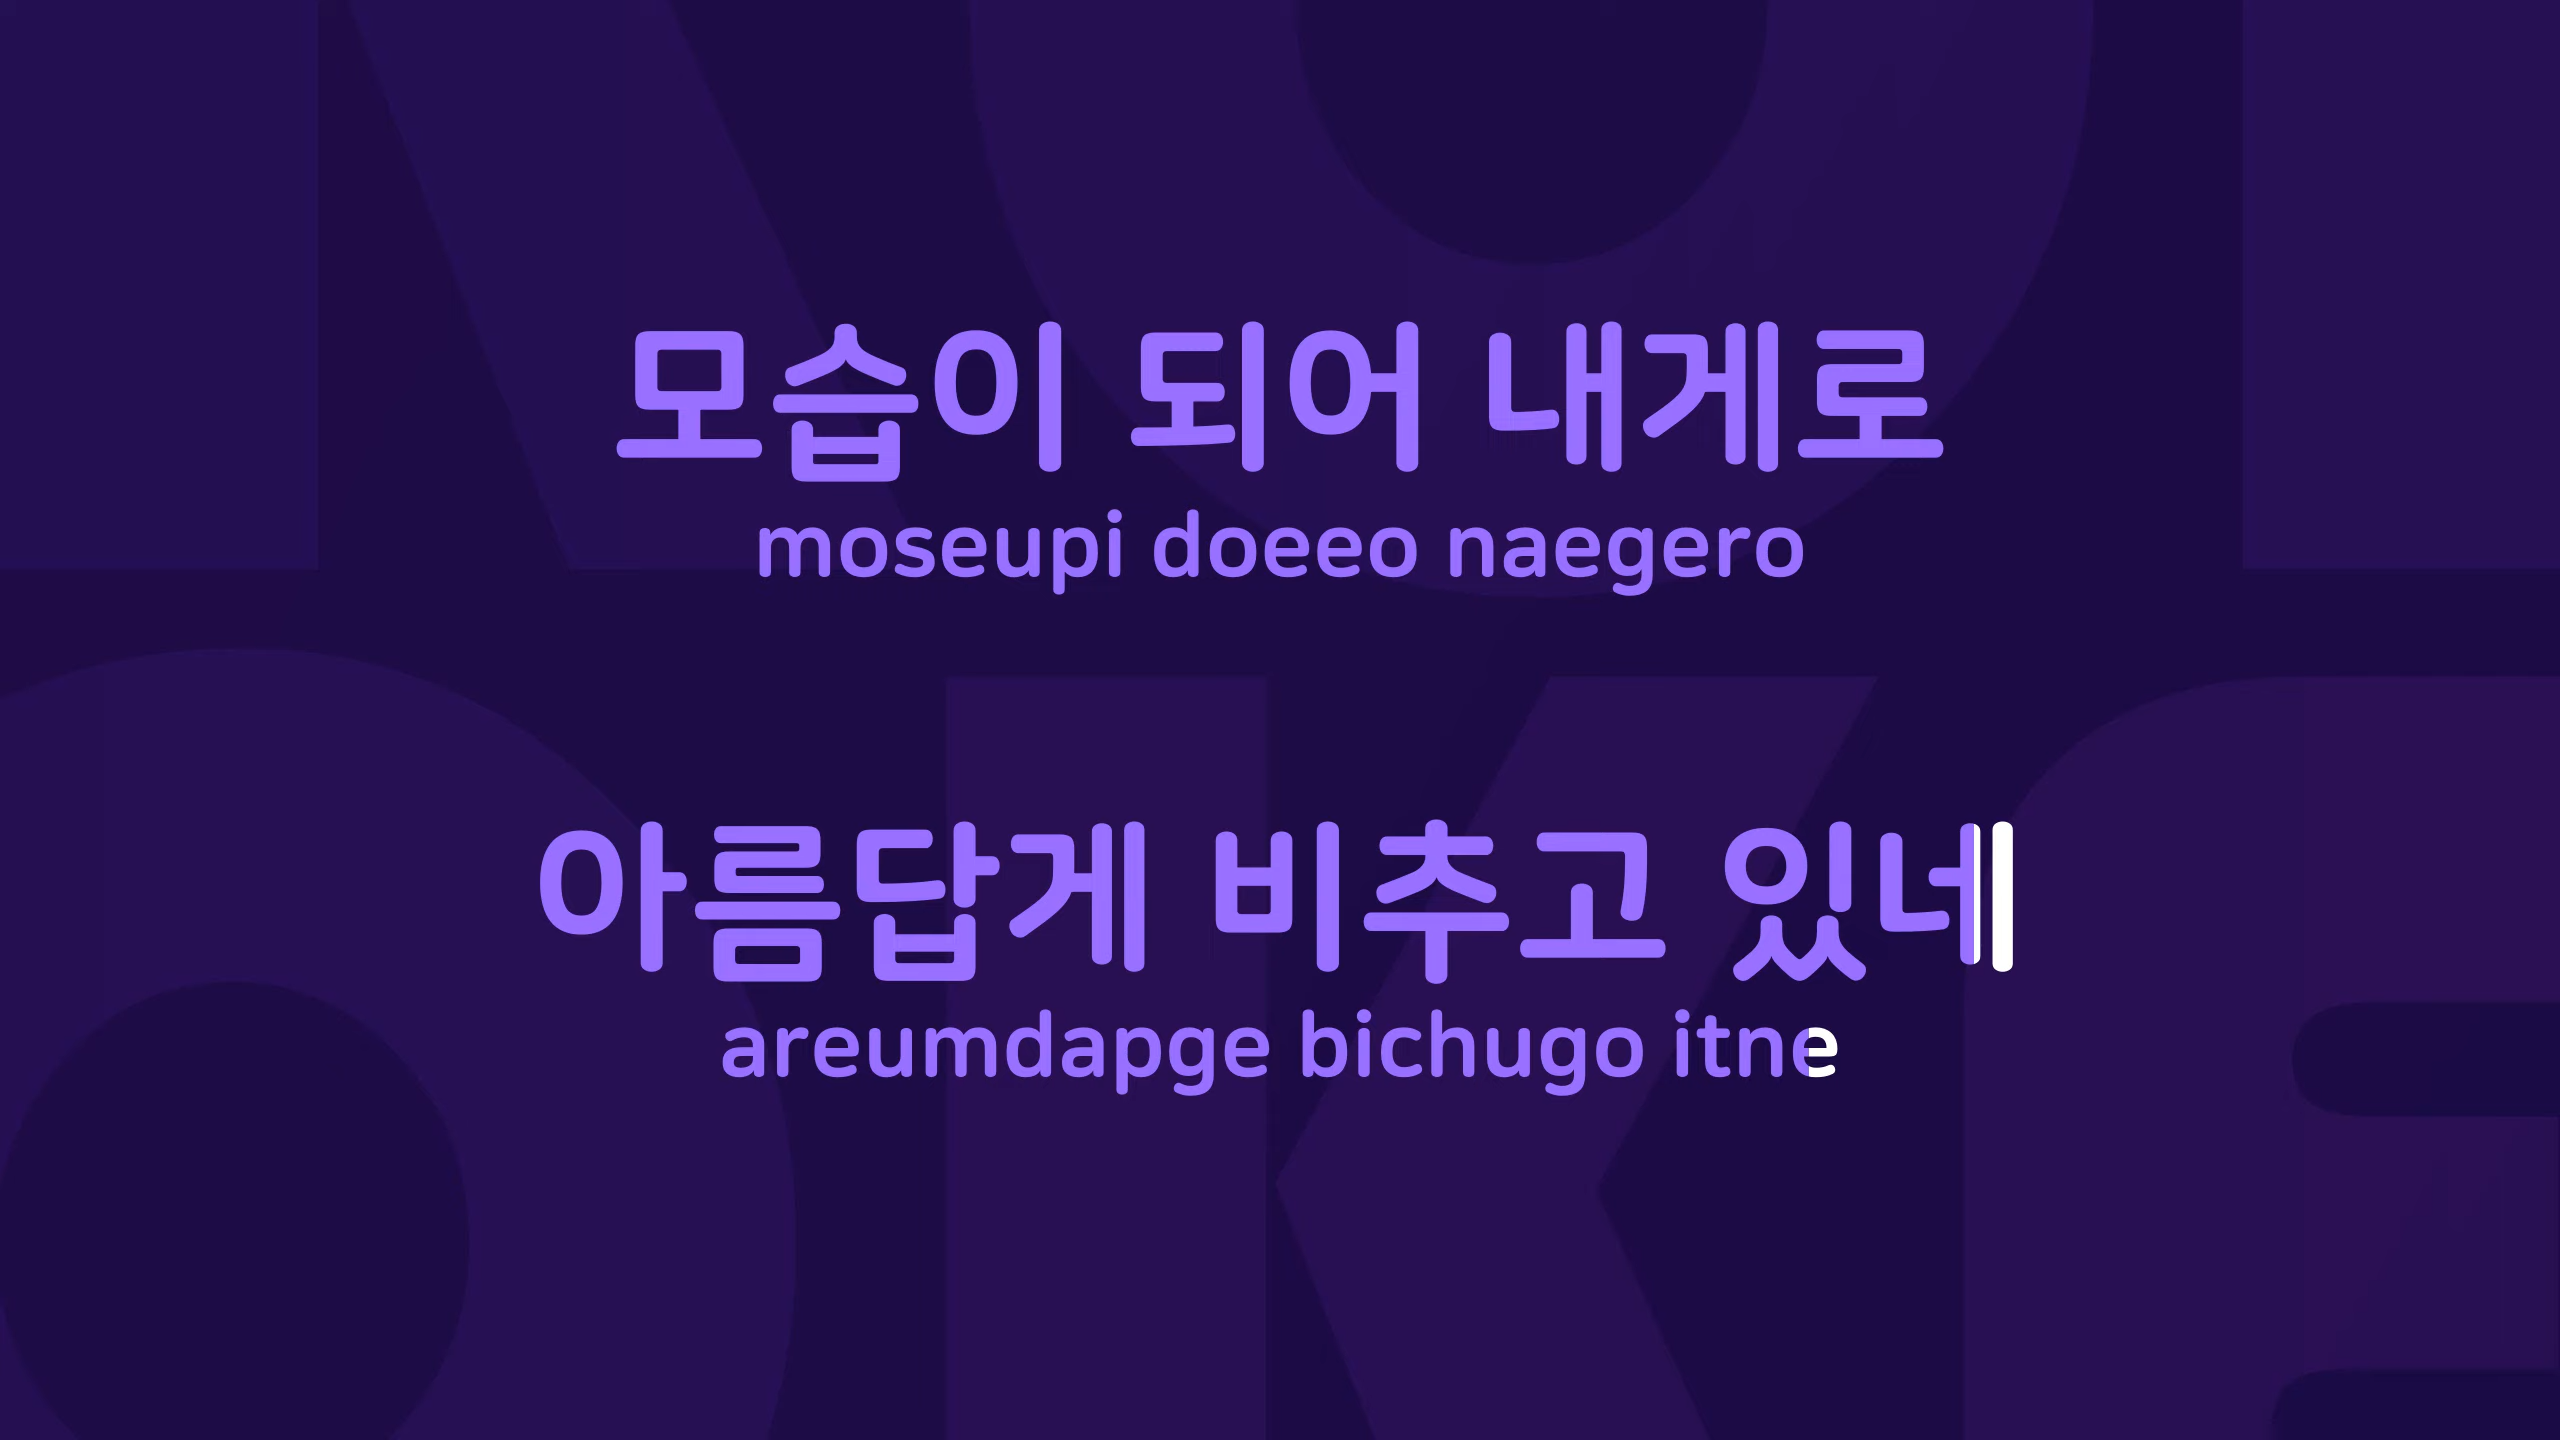 모습이 되어 내게로
moseupi doeeo naegero
아름답게 비추고 있네
areumdapge bichugo itne